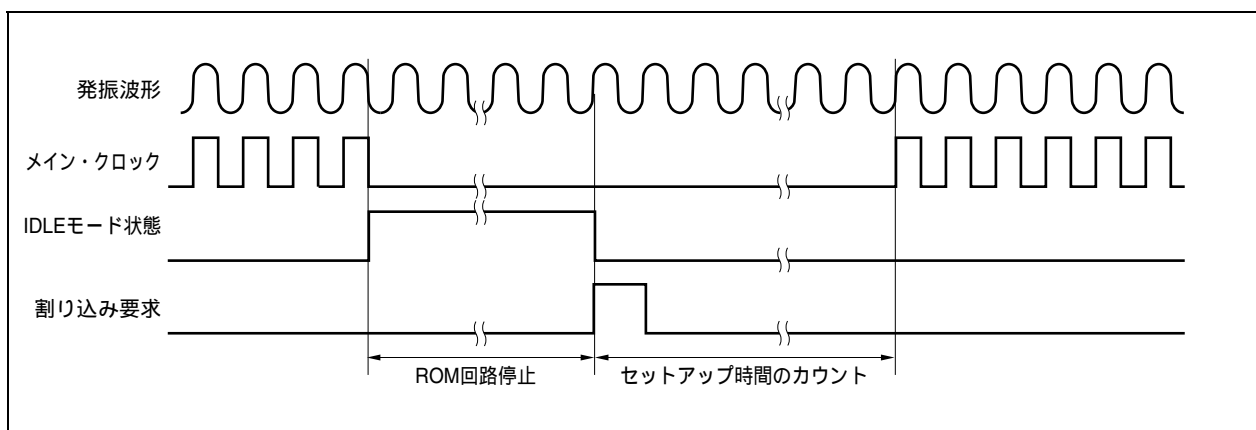 発振波形
メイン・クロック
IDLEモード状態
割り込み要求
ROM回路停止
セットアップ時間のカウント